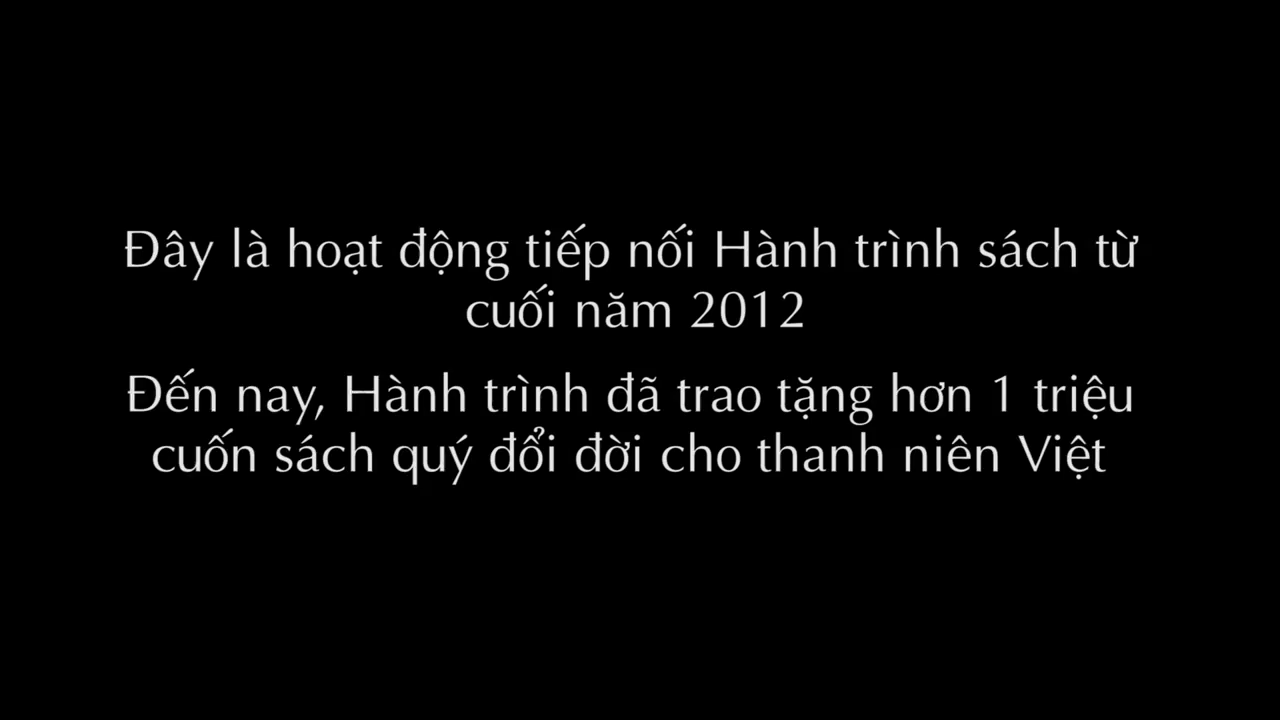 Đây là hoạt động tiếp nối Hành trình sách từ
cuối năm 2012
Đến nay, Hành trình đã trao tặng hơn 1 triệu
cuốn sách quý đổi đời cho thanh niên Việt